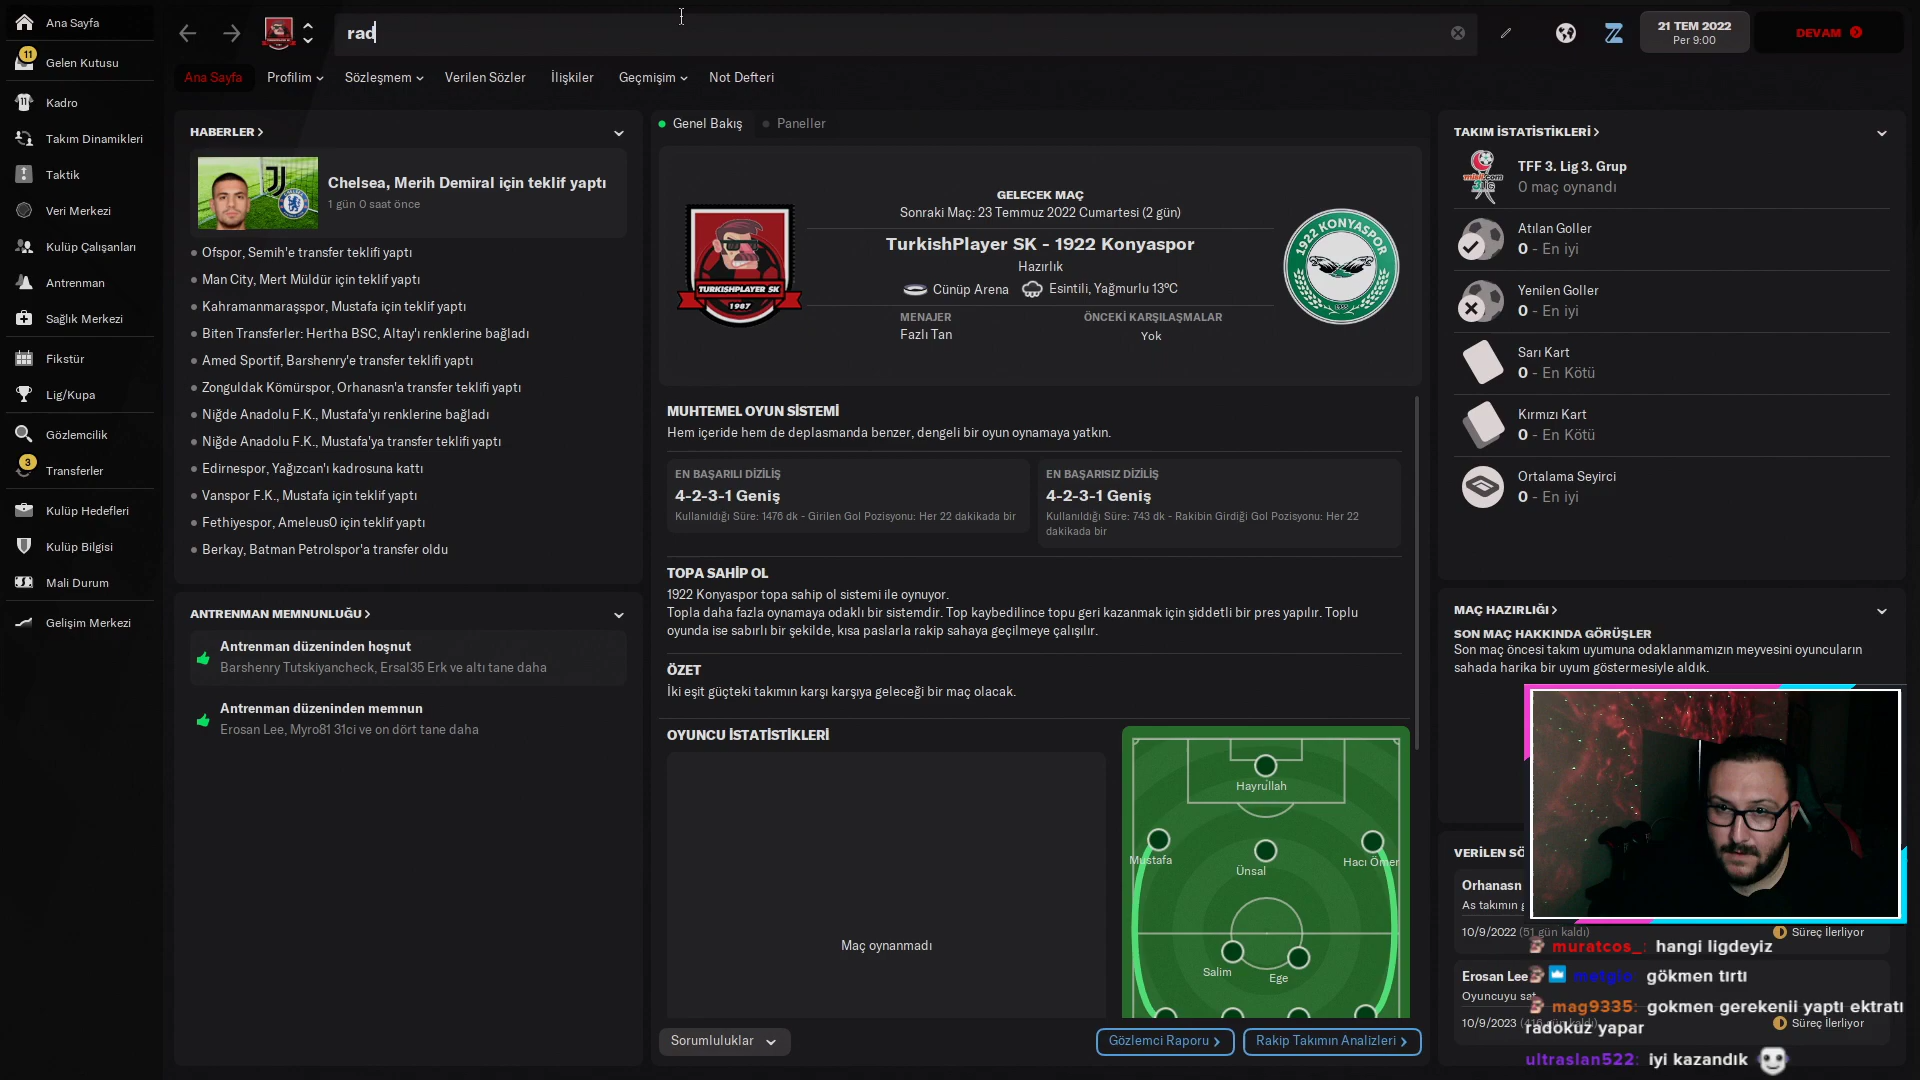 Ana Sayfa
11
Gelen Kutusu
Kadro
Takım Dinamikleri
Taktik
Veri Merkezi
Kulüp Çalışanları
Antrenman
Sağlık Merkezi
Fikstür
Lig/Kupa
Gözlemcilik
3
Transferler
Kulüp Hedefleri
Kulüp Bilgisi
Mali Durum
Gelişim Merkezi
rad
21 TEM 2022
Per 9:00
DEVAM
Ana Sayfa
Profilim
Sözleşmem
Verilen Sözler
İlişkiler
Geçmişim
Not Defteri
HABERLER
Chelsea, Merih Demiral için teklif yaptı
1 gün 0 saat önce
Ofspor, Semih'e transfer teklifi yaptı
Man City, Mert Müldür için teklif yaptı
Kahramanmaraşspor, Mustafa için teklif yaptı
Biten Transferler: Hertha BSC, Altay'ı renklerine bağladı
Amed Sportif, Barshenry'e transfer teklifi yaptı
Zonguldak Kömürspor, Orhanasn'a transfer teklifi yaptı
Niğde Anadolu F.K., Mustafa'yı renklerine bağladı
Niğde Anadolu F.K., Mustafa'ya transfer teklifi yaptı
Edirnespor, Yağızcan'ı kadrosuna kattı
Vanspor F.K., Mustafa için teklif yaptı
Fethiyespor, Ameleus0 için teklif yaptı
Berkay, Batman Petrolspor'a transfer oldu
ANTRENMAN MEMNUNLUĞU
Antrenman düzeninden hoşnut
Barshenry Tutskiyancheck, Ersal35 Erk ve altı tane daha
Antrenman düzeninden memnun
Erosan Lee, Myro81 31ci ve on dört tane daha
Genel Bakış
Paneller
TURKISHPLAYER SK
1987
GELECEK MAÇ
Sonraki Maç: 23 Temmuz 2022 Cumartesi (2 gün)
TurkishPlayer SK - 1922 Konyaspor
Hazırlık
Cünüp Arena
Esintili, Yağmurlu 13°C
MENAJER
Fazlı Tan
ÖNCEKİ KARŞILAŞMALAR
Yok
1922 KONYASPOR
MUHTEMEL OYUN SİSTEMİ
Hem içeride hem de deplasmanda benzer, dengeli bir oyun oynamaya yatkın.
EN BAŞARILI DİZİLİŞ
4-2-3-1 Geniş
Kullanıldığı Süre: 1476 dk - Girilen Gol Pozisyonu: Her 22 dakikada bir
EN BAŞARISIZ DİZİLİŞ
4-2-3-1 Geniş
Kullanıldığı Süre: 743 dk - Rakibin Girdiği Gol Pozisyonu: Her 22
dakikada bir
TOPA SAHİP OL
1922 Konyaspor topa sahip ol sistemi ile oynuyor.
Topla daha fazla oynamaya odaklı bir sistemdir. Top kaybedilince topu geri kazanmak için şiddetli bir pres yapılır. Toplu
oyunda ise sabırlı bir şekilde, kısa paslarla rakip sahaya geçilmeye çalışılır.
ÖZET
İki eşit güçteki takımın karşı karşıya geleceği bir maç olacak.
OYUNCU İSTATİSTİKLERİ
Maç oynanmadı
Hayrullah
Mustafa
Ünsal
Hacı Ömer
Salim
Ege
Sorumluluklar
Gözlemci Raporu
Rakip Takımın Analizleri
TAKIM İSTATİSTİKLERİ
TFF 3. Lig 3. Grup
0 maç oynandı
Atılan Goller
0 - En iyi
Yenilen Goller
0 - En iyi
Sarı Kart
0 - En Kötü
Kırmızı Kart
0 - En Kötü
Ortalama Seyirci
0 - En iyi
MAÇ HAZIRLIĞI
SON MAÇ HAKKINDA GÖRÜŞLER
Son maç öncesi takım uyumuna odaklanmamızın meyvesini oyuncuların
sahada harika bir uyum göstermesiyle aldık.
VERİLEN SÖ
Orhanasn
As takımın
10/9/2022 (51 gün kaldı)
Süreç İlerliyor
Erosan Lee
Oyuncuyu sat
10/9/2023
Süreç İlerliyor
muratcos_: hangi ligdeyiz
gökmen tırtı
mag9335: gokmen gerekenii yaptı ektratı
radokuz yapar
ultraslan522: iyi kazandık